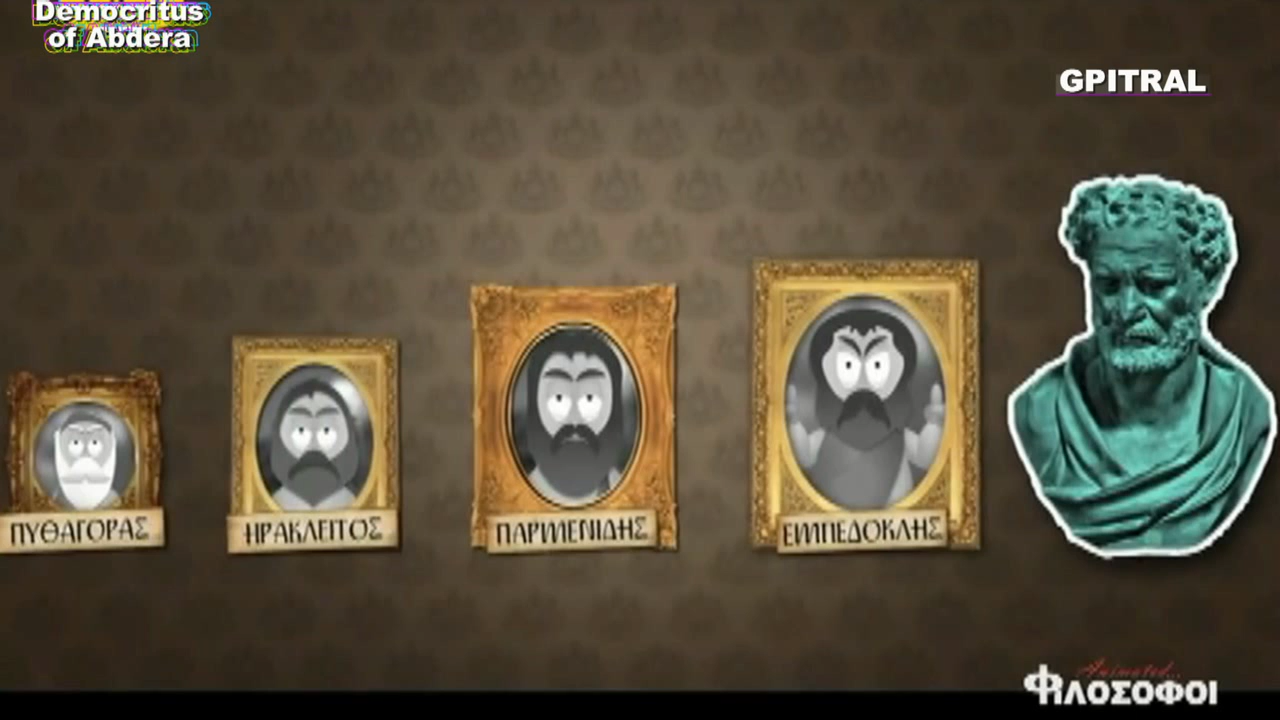 Democritus
of Abdera
GPITRAL
ΠΥΘΑΓΟΡΑΣ
ΗΡΑΚΛΕΙΤΟΣ
ΠΑΡΜΕΝΙΔΗΣ
ΕΜΠΕΔΟΚΛΗΣ
Animated...
ΦΙΛΟΣΟΦΟΙ